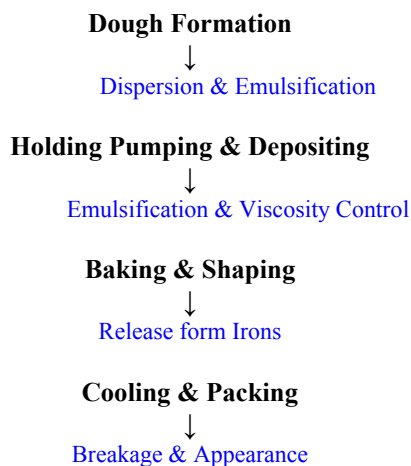 Dough Formation
↓
Dispersion & Emulsification
Holding Pumping & Depositing
↓
Emulsification & Viscosity Control
Baking & Shaping
↓
Release form Irons
Cooling & Packing
↓
Breakage & Appearance